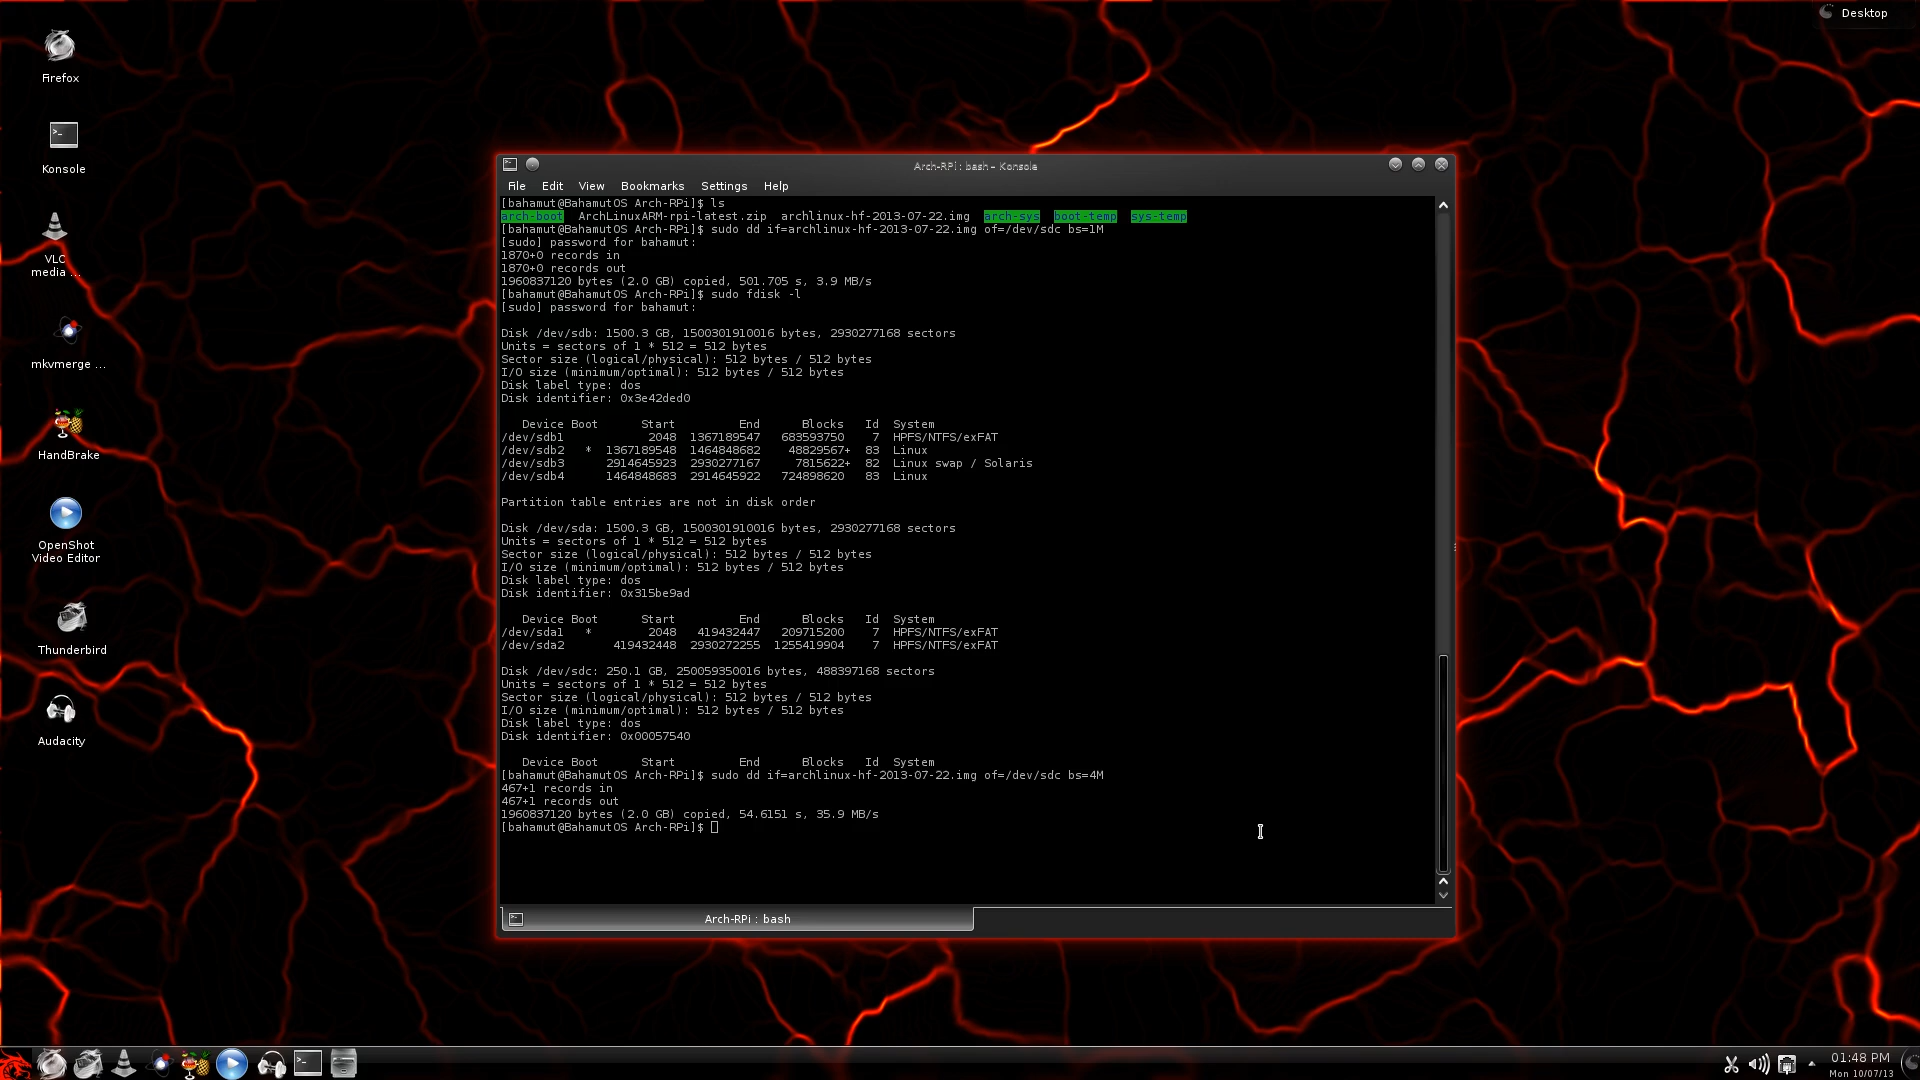 Desktop
Firefox
Konsole
VLC
media ...
mkvmerge ...
HandBrake
OpenShot
Video Editor
Thunderbird
Audacity
Arch-RPi : bash – Konsole
File Edit View Bookmarks Settings Help
[bahamut@BahamutOS Arch-RPi]$ ls
arch-boot ArchLinuxARM-rpi-latest.zip archlinux-hf-2013-07-22.img arch-sys boot-temp sys-temp
[bahamut@BahamutOS Arch-RPi]$ sudo dd if=archlinux-hf-2013-07-22.img of=/dev/sdc bs=1M
[sudo] password for bahamut:
1870+0 records in
1870+0 records out
1960837120 bytes (2.0 GB) copied, 501.705 s, 3.9 MB/s
[bahamut@BahamutOS Arch-RPi]$ sudo fdisk -l
[sudo] password for bahamut:
Disk /dev/sdb: 1500.3 GB, 1500301910016 bytes, 2930277168 sectors
Units = sectors of 1 * 512 = 512 bytes
Sector size (logical/physical): 512 bytes / 512 bytes
I/O size (minimum/optimal): 512 bytes / 512 bytes
Disk label type: dos
Disk identifier: 0x3e42ded0
Device Boot Start End Blocks Id System
/dev/sdb1 2048 1367189547 683593750 7 HPFS/NTFS/exFAT
/dev/sdb2 * 1367189548 1464848682 48829567+ 83 Linux
/dev/sdb3 2914645923 2930277167 7815622+ 82 Linux swap / Solaris
/dev/sdb4 1464848683 2914645922 724898620 83 Linux
Partition table entries are not in disk order
Disk /dev/sda: 1500.3 GB, 1500301910016 bytes, 2930277168 sectors
Units = sectors of 1 * 512 = 512 bytes
Sector size (logical/physical): 512 bytes / 512 bytes
I/O size (minimum/optimal): 512 bytes / 512 bytes
Disk label type: dos
Disk identifier: 0x315be9ad
Device Boot Start End Blocks Id System
/dev/sda1 * 2048 419432447 209715200 7 HPFS/NTFS/exFAT
/dev/sda2 419432448 2930272255 1255419904 7 HPFS/NTFS/exFAT
Disk /dev/sdc: 250.1 GB, 250059350016 bytes, 488397168 sectors
Units = sectors of 1 * 512 = 512 bytes
Sector size (logical/physical): 512 bytes / 512 bytes
I/O size (minimum/optimal): 512 bytes / 512 bytes
Disk label type: dos
Disk identifier: 0x00057540
Device Boot Start End Blocks Id System
[bahamut@BahamutOS Arch-RPi]$ sudo dd if=archlinux-hf-2013-07-22.img of=/dev/sdc bs=4M
467+1 records in
467+1 records out
1960837120 bytes (2.0 GB) copied, 54.6151 s, 35.9 MB/s
[bahamut@BahamutOS Arch-RPi]$
Arch-RPi : bash
01:48 PM
Mon 10/07/13